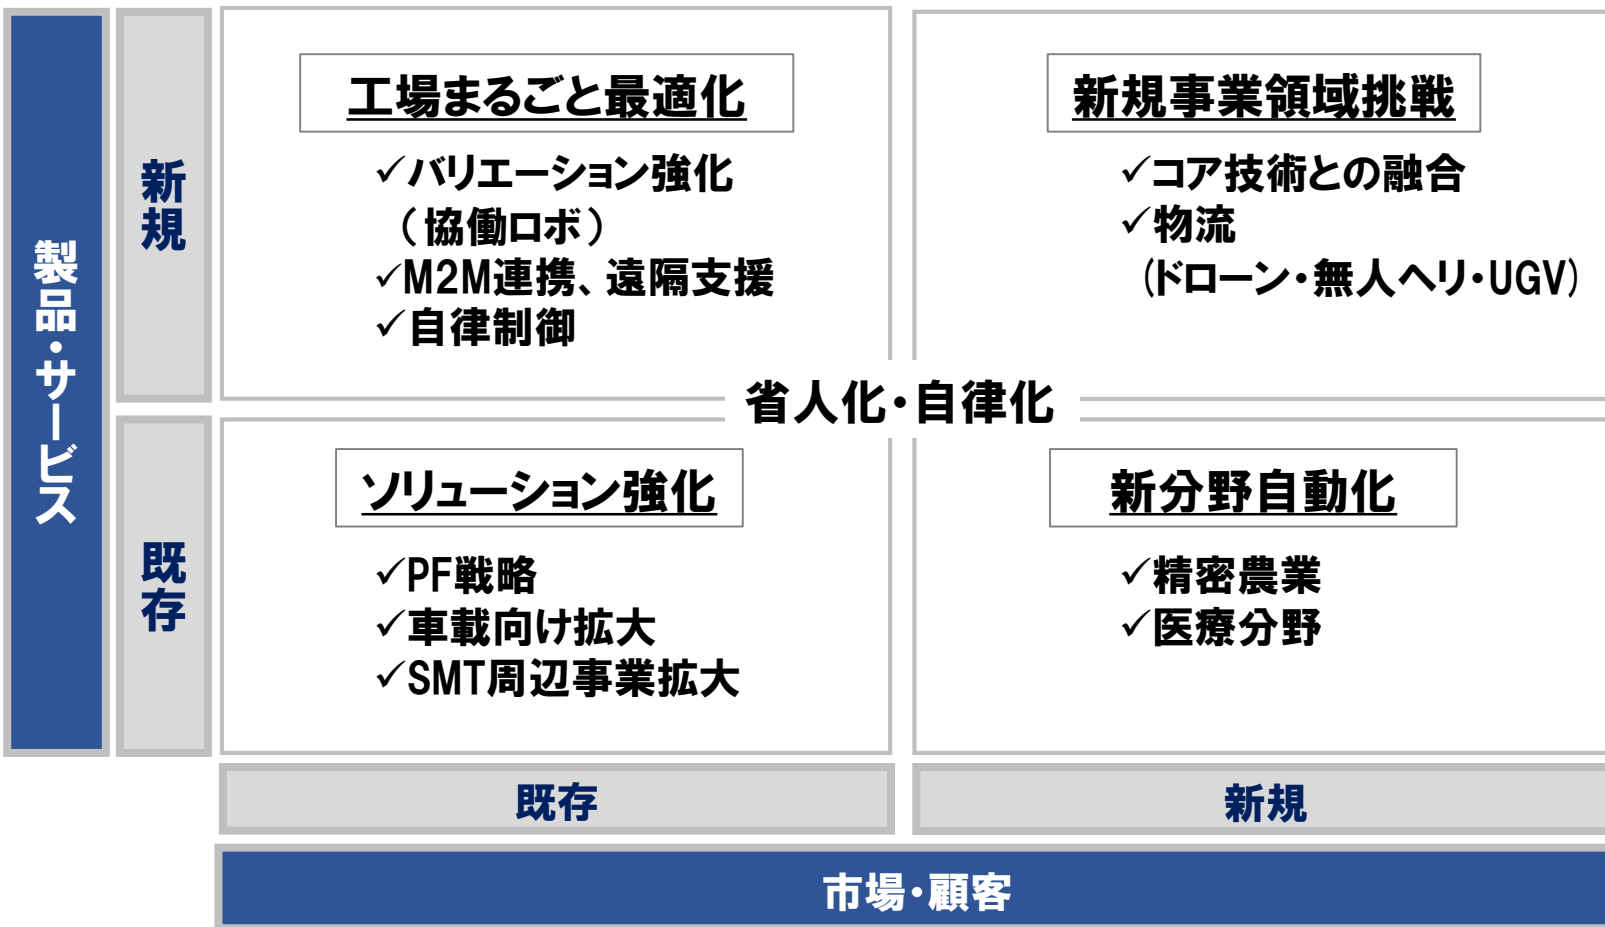 製品・サービス
新規
工場まるごと最適化
✓バリエーション強化
（協働ロボ）
✓M2M連携、遠隔支援
✓自律制御
新規事業領域挑戦
✓コア技術との融合
✓物流
(ドローン・無人ヘリ・UGV)
省人化・自律化
既存
ソリューション強化
✓PF戦略
✓車載向け拡大
✓SMT周辺事業拡大
新分野自動化
✓精密農業
✓医療分野
既存
新規
市場・顧客